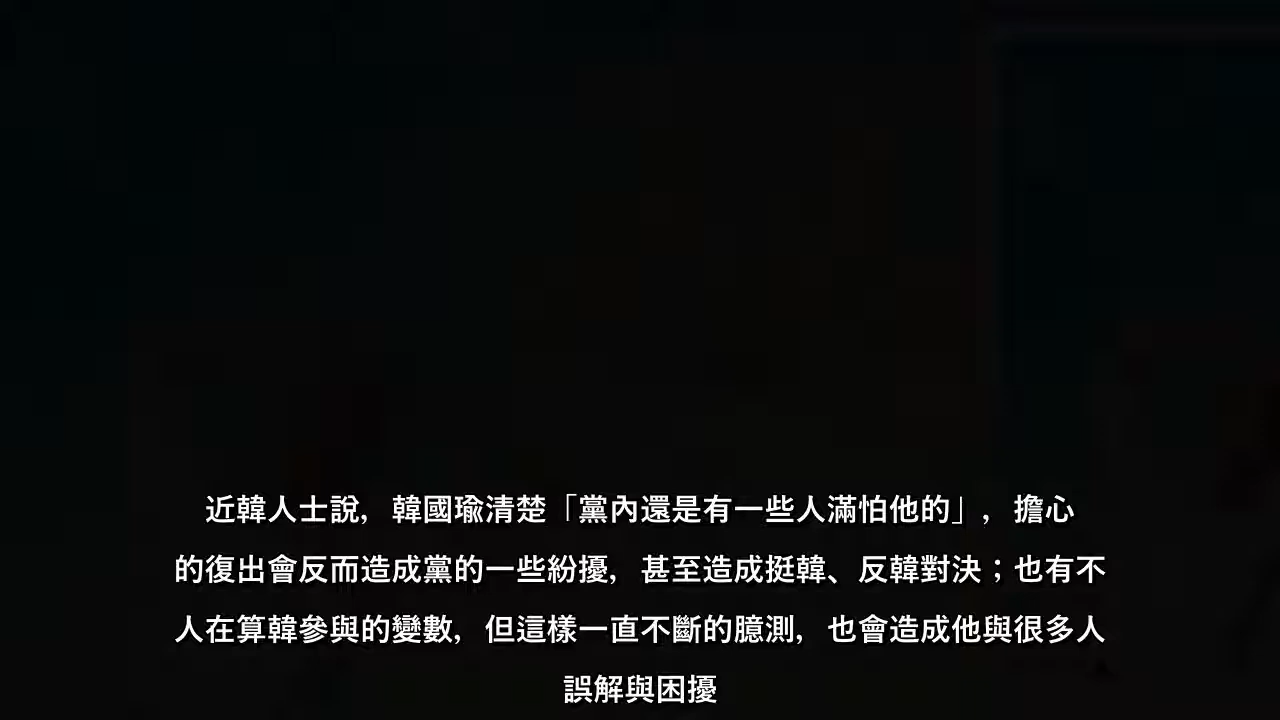 近韓人士說，韓國瑜清楚「黨內還是有一些人滿怕他的」，擔心
的復出會反而造成黨的一些紛擾，甚至造成挺韓、反韓對決；也有不
人在算韓參與的變數，但這樣一直不斷的臆測，也會造成他與很多人
誤解與困擾